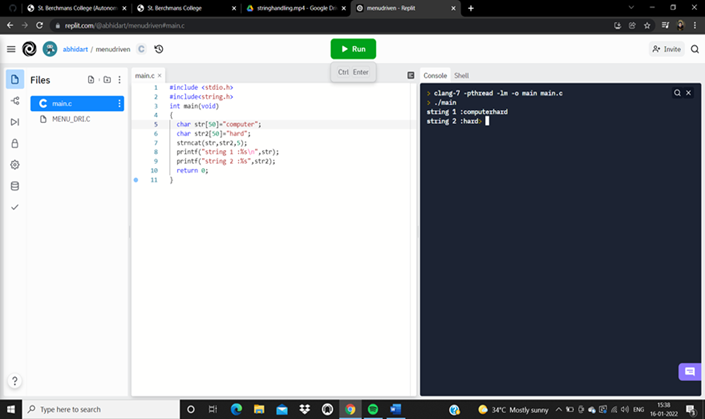 St. Berchmans College (Autonom
St. Berchmans College
stringhandling.mp4 - Google Dri
menudriven - Replit
replit.com/@abhidart/menudriven#main.c
abhidart / menudriven
C
Run
Invite
Ctrl Enter
Files
main.c
Console
Shell
C main.c
MENU_DRI.C
1 #include <stdio.h>
2 #include<string.h>
3 int main(void)
4 {
5 char str[50]="computer";
6 char str2[50]="hard";
7 strncat(str,str2,5);
8 printf("string 1 :%s\n",str);
9 printf("string 2 :%s",str2);
10 return 0;
11 }
> clang-7 -pthread -lm -o main main.c
> ./main
string 1 :computerhard
string 2 :hard>
?
Type here to search
34°C Mostly sunny
ENG
15:38
16-01-2022